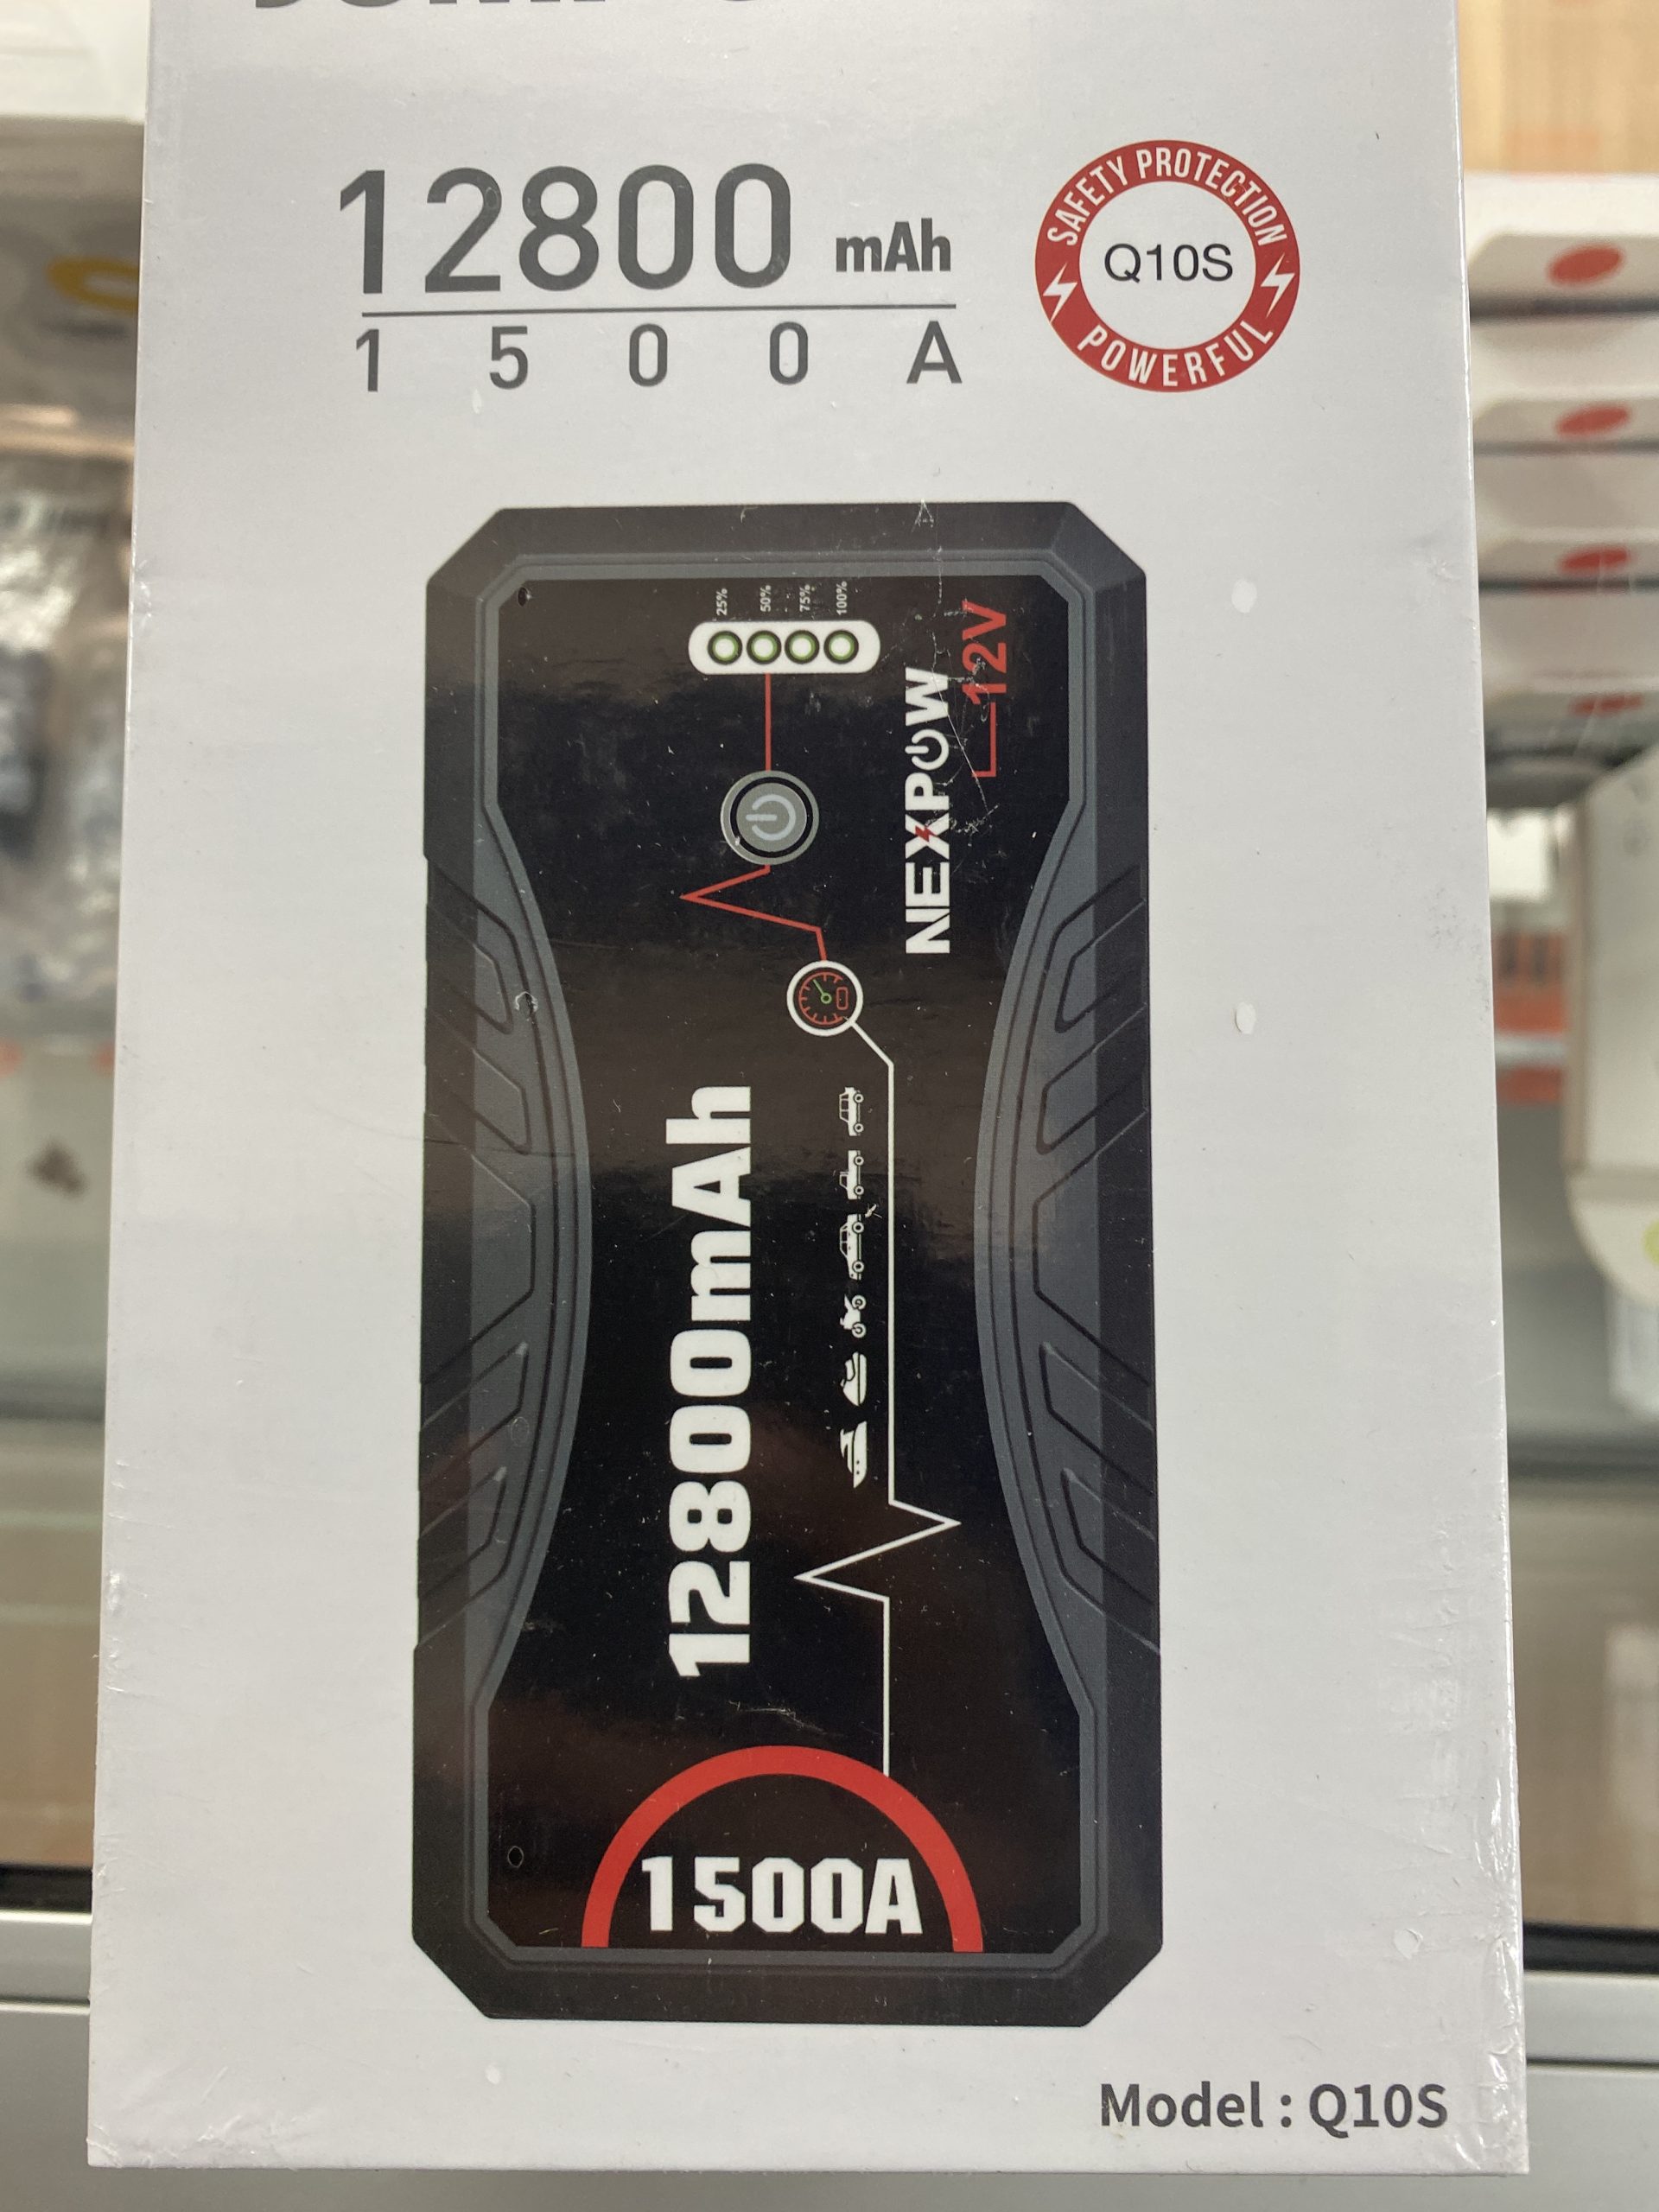 12800 mAh
1500A
SAFETY PROTECTION
Q10S
POWERFUL
25% 50% 75% 100%
NEXPOW
12V
12800mAh
1500A
Model : Q10S